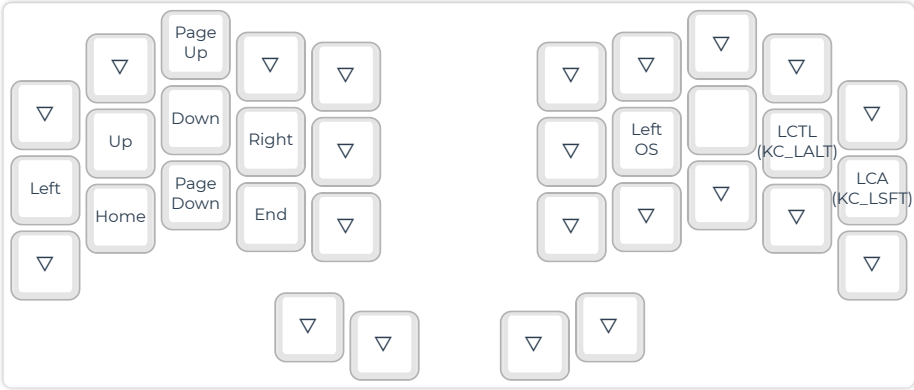 Page
Up
▽
▽
▽
▽
▽
▽
▽
▽
Down
Up
Right
▽
▽
Left
OS
LCTL
(KC_LALT)
Left
Page
Down
Home
End
▽
▽
▽
▽
▽
LCA
(KC_LSFT)
▽
▽
▽
▽
▽
▽